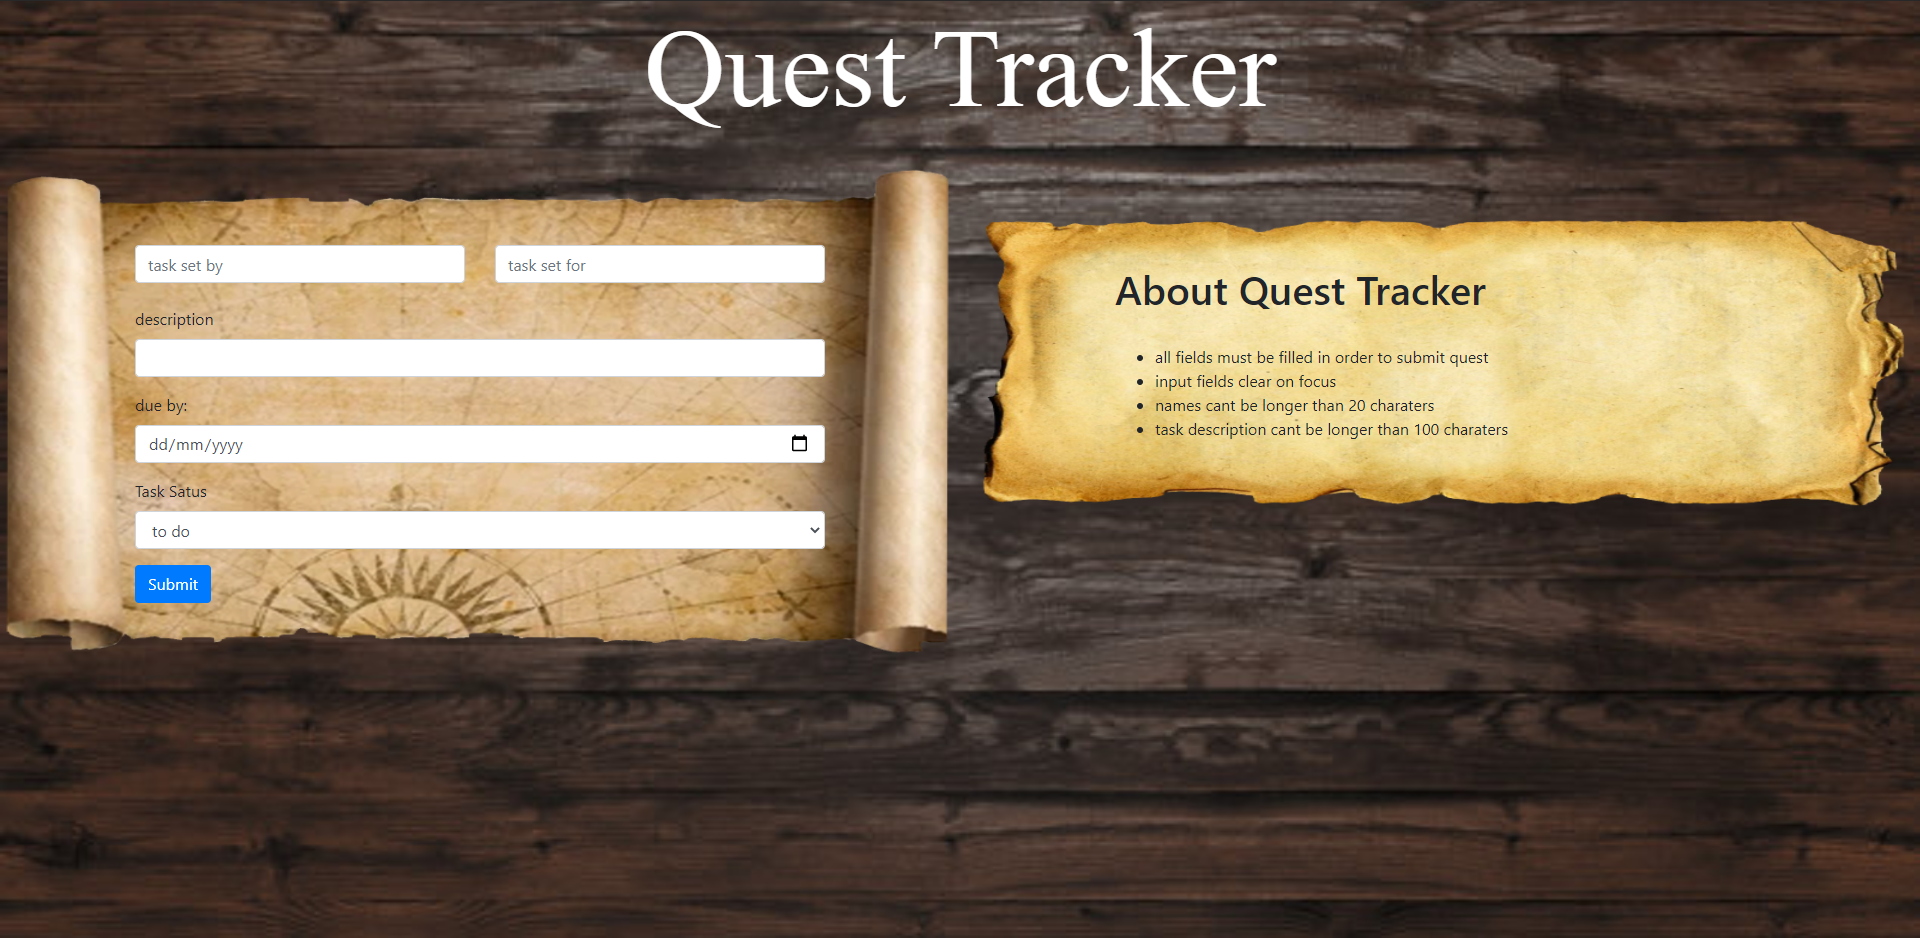 Quest Tracker
task set by
task set for
description
due by:
dd/mm/yyyy
Task Satus
to do
Submit
About Quest Tracker
all fields must be filled in order to submit quest
input fields clear on focus
names cant be longer than 20 charaters
task description cant be longer than 100 charaters